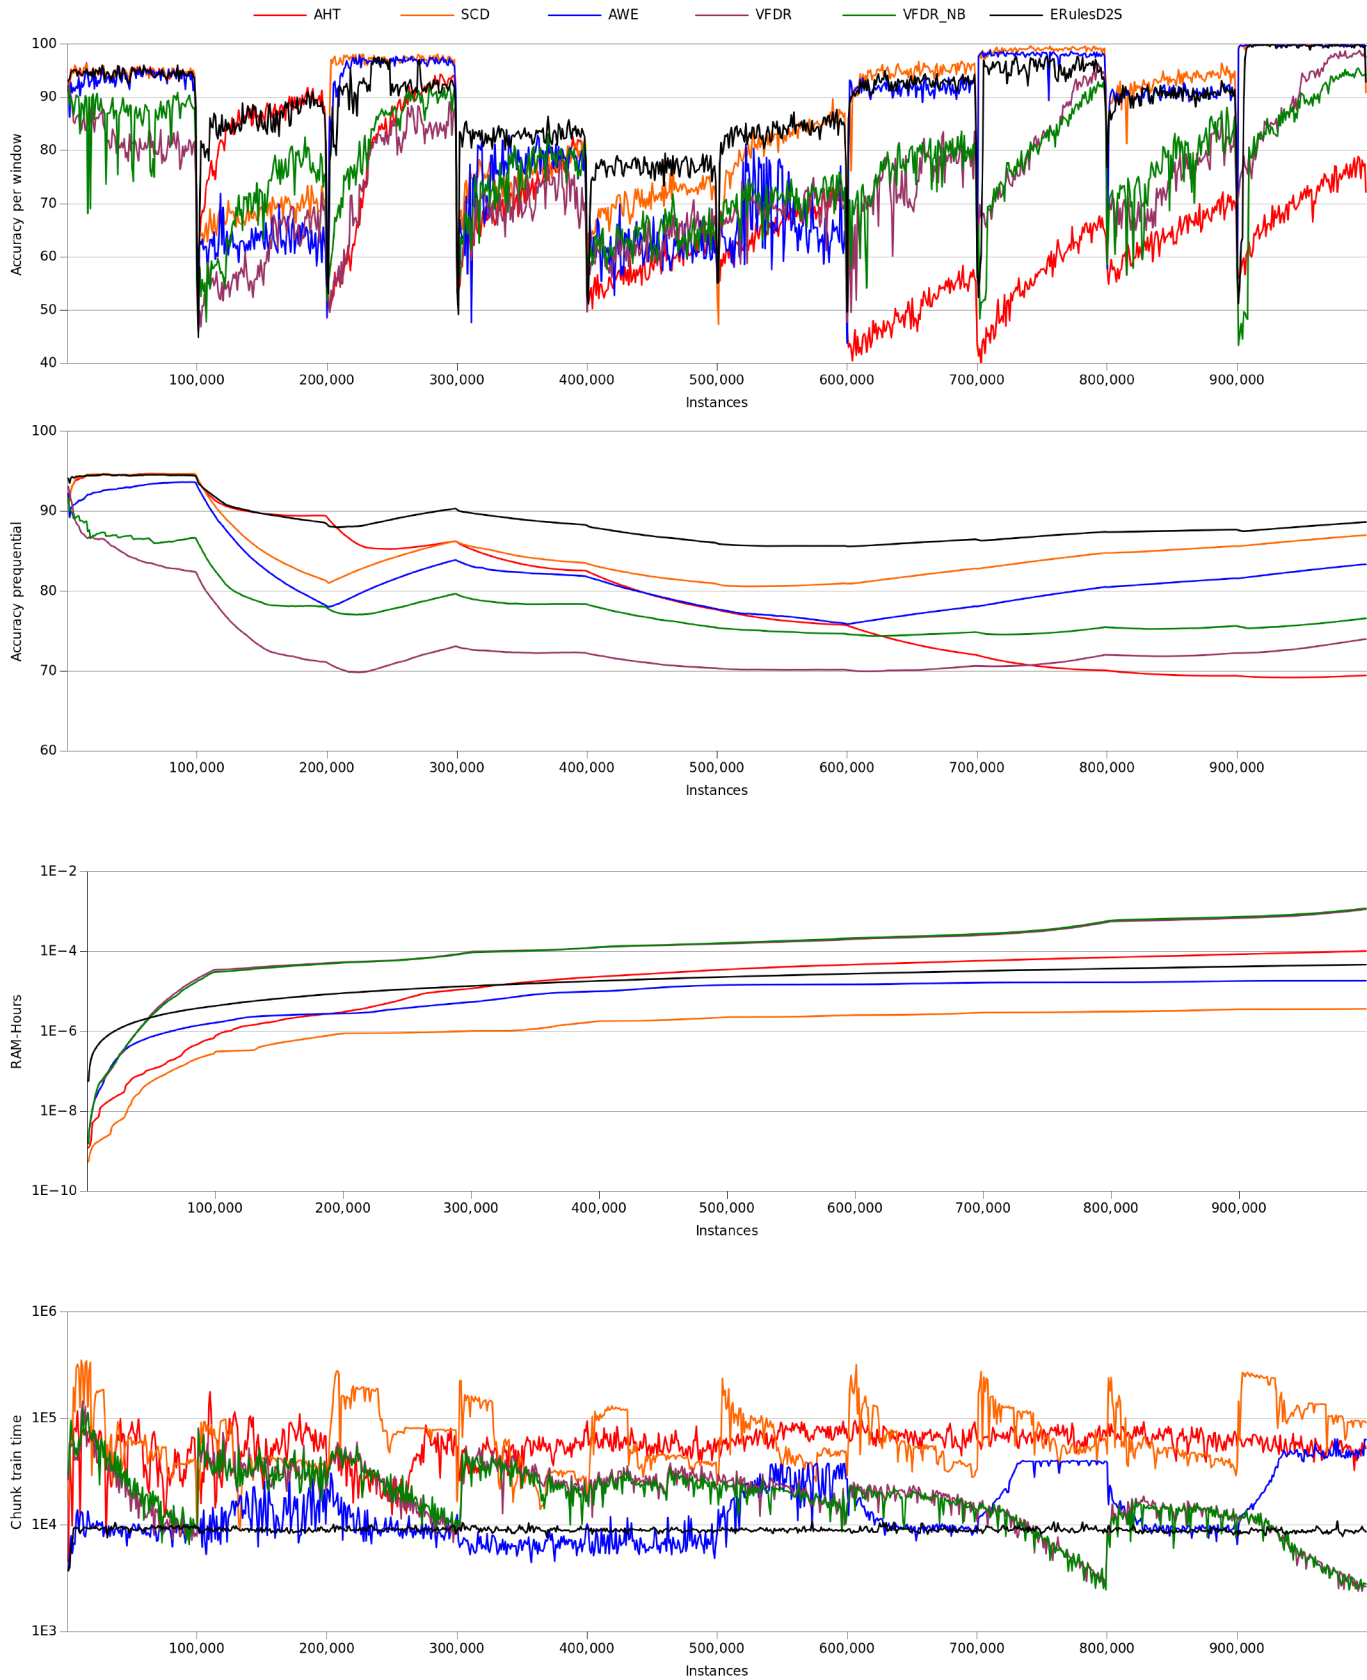 AHT SCD AWE VFDR VFDR_NB ERulesD2S
Accuracy per window
100
90
80
70
60
50
40
100,000 200,000 300,000 400,000 500,000 600,000 700,000 800,000 900,000
Instances
Accuracy prequential
100
90
80
70
60
100,000 200,000 300,000 400,000 500,000 600,000 700,000 800,000 900,000
Instances
RAM-Hours
1E−2
1E−4
1E−6
1E−8
1E−10
100,000 200,000 300,000 400,000 500,000 600,000 700,000 800,000 900,000
Instances
Chunk train time
1E6
1E5
1E4
1E3
100,000 200,000 300,000 400,000 500,000 600,000 700,000 800,000 900,000
Instances